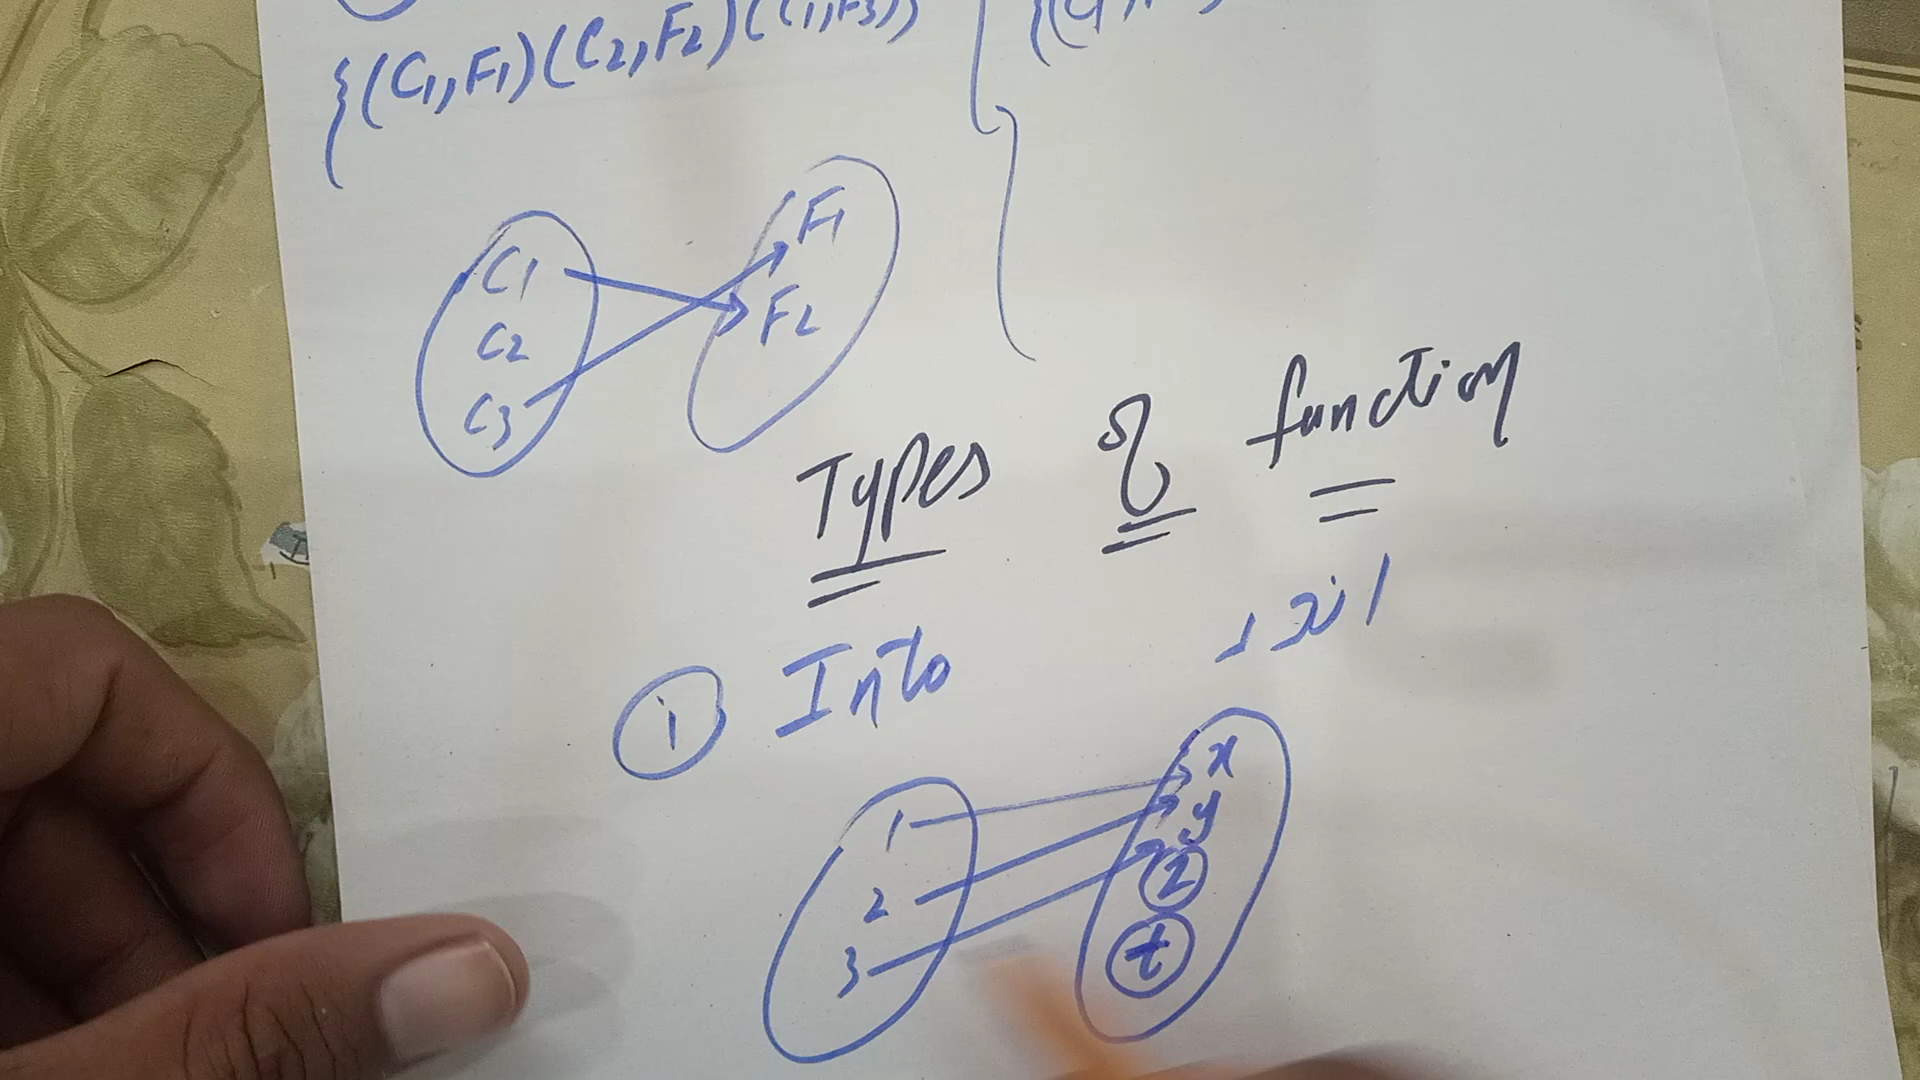 {(C1,F1)(C2,F2)(C1,F3)}
{(C1,
C1
C2
C3
F1
F2
Types of function
① Into
1
2
3
x
y
z
t